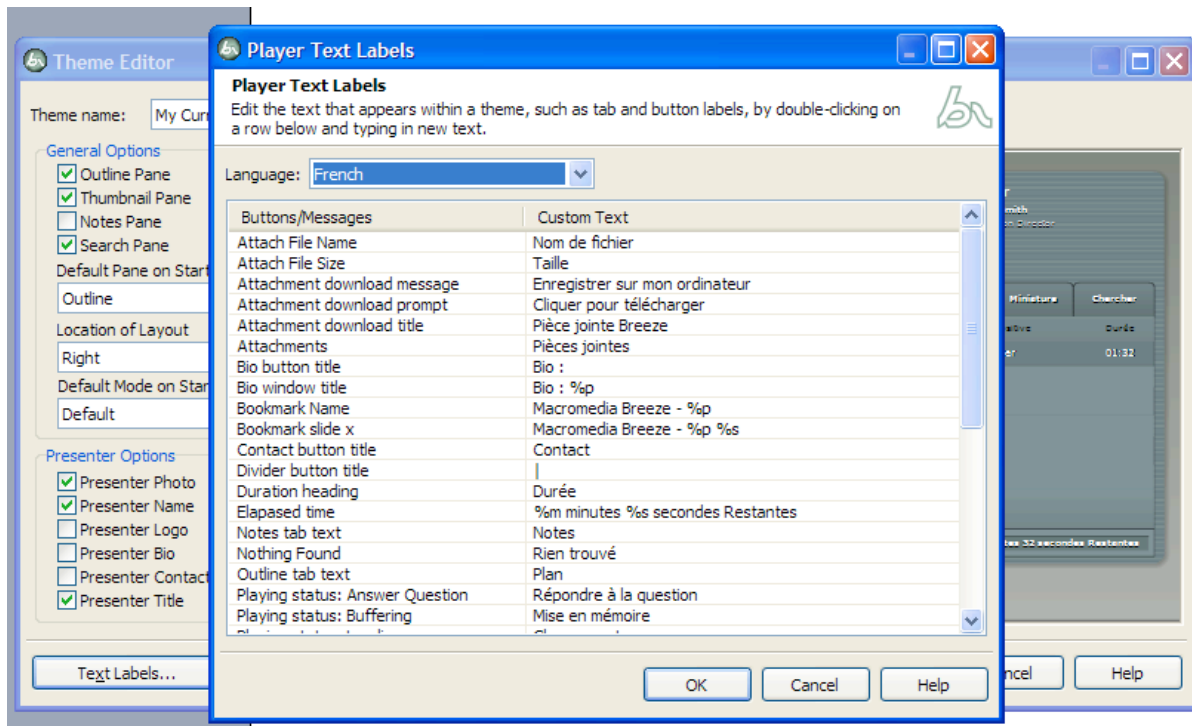 Theme Editor
Theme name: My Curr
General Options
Outline Pane
Thumbnail Pane
Notes Pane
Search Pane
Default Pane on Start
Outline
Location of Layout
Right
Default Mode on Star
Default
Presenter Options
Presenter Photo
Presenter Name
Presenter Logo
Presenter Bio
Presenter Contact
Presenter Title
Text Labels...
Player Text Labels
Player Text Labels
Edit the text that appears within a theme, such as tab and button labels, by double-clicking on
a row below and typing in new text.
Language: French
Buttons/Messages Custom Text
Attach File Name Nom de fichier
Attach File Size Taille
Attachment download message Enregistrer sur mon ordinateur
Attachment download prompt Cliquer pour télécharger
Attachment download title Pièce jointe Breeze
Attachments Pièces jointes
Bio button title Bio :
Bio window title Bio : %p
Bookmark Name Macromedia Breeze - %p
Bookmark slide x Macromedia Breeze - %p %s
Contact button title Contact
Divider button title |
Duration heading Durée
Elapased time %m minutes %s secondes Restantes
Notes tab text Notes
Nothing Found Rien trouvé
Outline tab text Plan
Playing status: Answer Question Répondre à la question
Playing status: Buffering Mise en mémoire
OK Cancel Help
mith
Miniature Chercher
Durée
er 01:32
tes 32 secondes Restantes
ncel Help